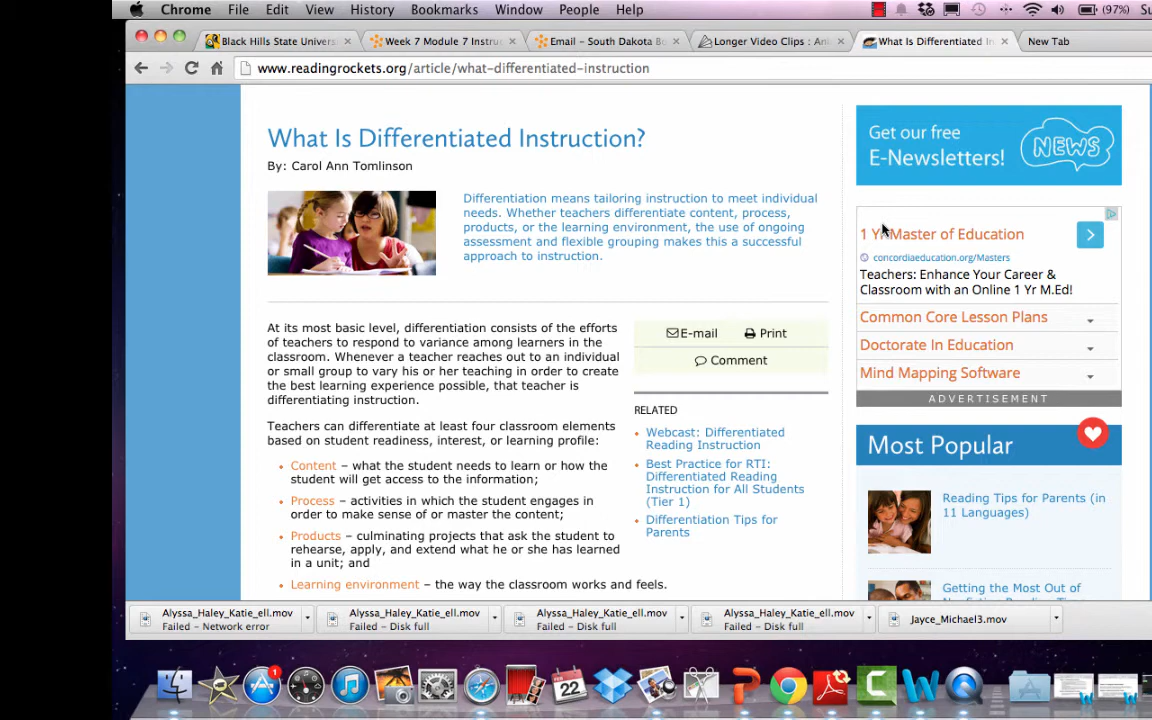 Chrome File Edit View History Bookmarks Window People Help (97%)
Black Hills State Univers
Week 7 Module 7 Instruc
Email – South Dakota Bo
Longer Video Clips : Ani
What Is Differentiated In
New Tab
www.readingrockets.org/article/what-differentiated-instruction
What Is Differentiated Instruction?
By: Carol Ann Tomlinson
Differentiation means tailoring instruction to meet individual
needs. Whether teachers differentiate content, process,
products, or the learning environment, the use of ongoing
assessment and flexible grouping makes this a successful
approach to instruction.
At its most basic level, differentiation consists of the efforts
of teachers to respond to variance among learners in the
classroom. Whenever a teacher reaches out to an individual
or small group to vary his or her teaching in order to create
the best learning experience possible, that teacher is
differentiating instruction.
Teachers can differentiate at least four classroom elements
based on student readiness, interest, or learning profile:
• Content – what the student needs to learn or how the
student will get access to the information;
• Process – activities in which the student engages in
order to make sense of or master the content;
• Products – culminating projects that ask the student to
rehearse, apply, and extend what he or she has learned
in a unit; and
• Learning environment – the way the classroom works and feels.
E-mail Print
Comment
RELATED
• Webcast: Differentiated
Reading Instruction
• Best Practice for RTI:
Differentiated Reading
Instruction for All Students
(Tier 1)
• Differentiation Tips for
Parents
Get our free
E-Newsletters!
NEWS
1 Yr Master of Education
concordiaeducation.org/Masters
Teachers: Enhance Your Career &
Classroom with an Online 1 Yr M.Ed!
Common Core Lesson Plans
Doctorate In Education
Mind Mapping Software
ADVERTISEMENT
Most Popular
Reading Tips for Parents (in
11 Languages)
Getting the Most Out of
Alyssa_Haley_Katie_ell.mov
Failed – Network error
Alyssa_Haley_Katie_ell.mov
Failed – Disk full
Alyssa_Haley_Katie_ell.mov
Failed – Disk full
Alyssa_Haley_Katie_ell.mov
Failed – Disk full
Jayce_Michael3.mov
1
22